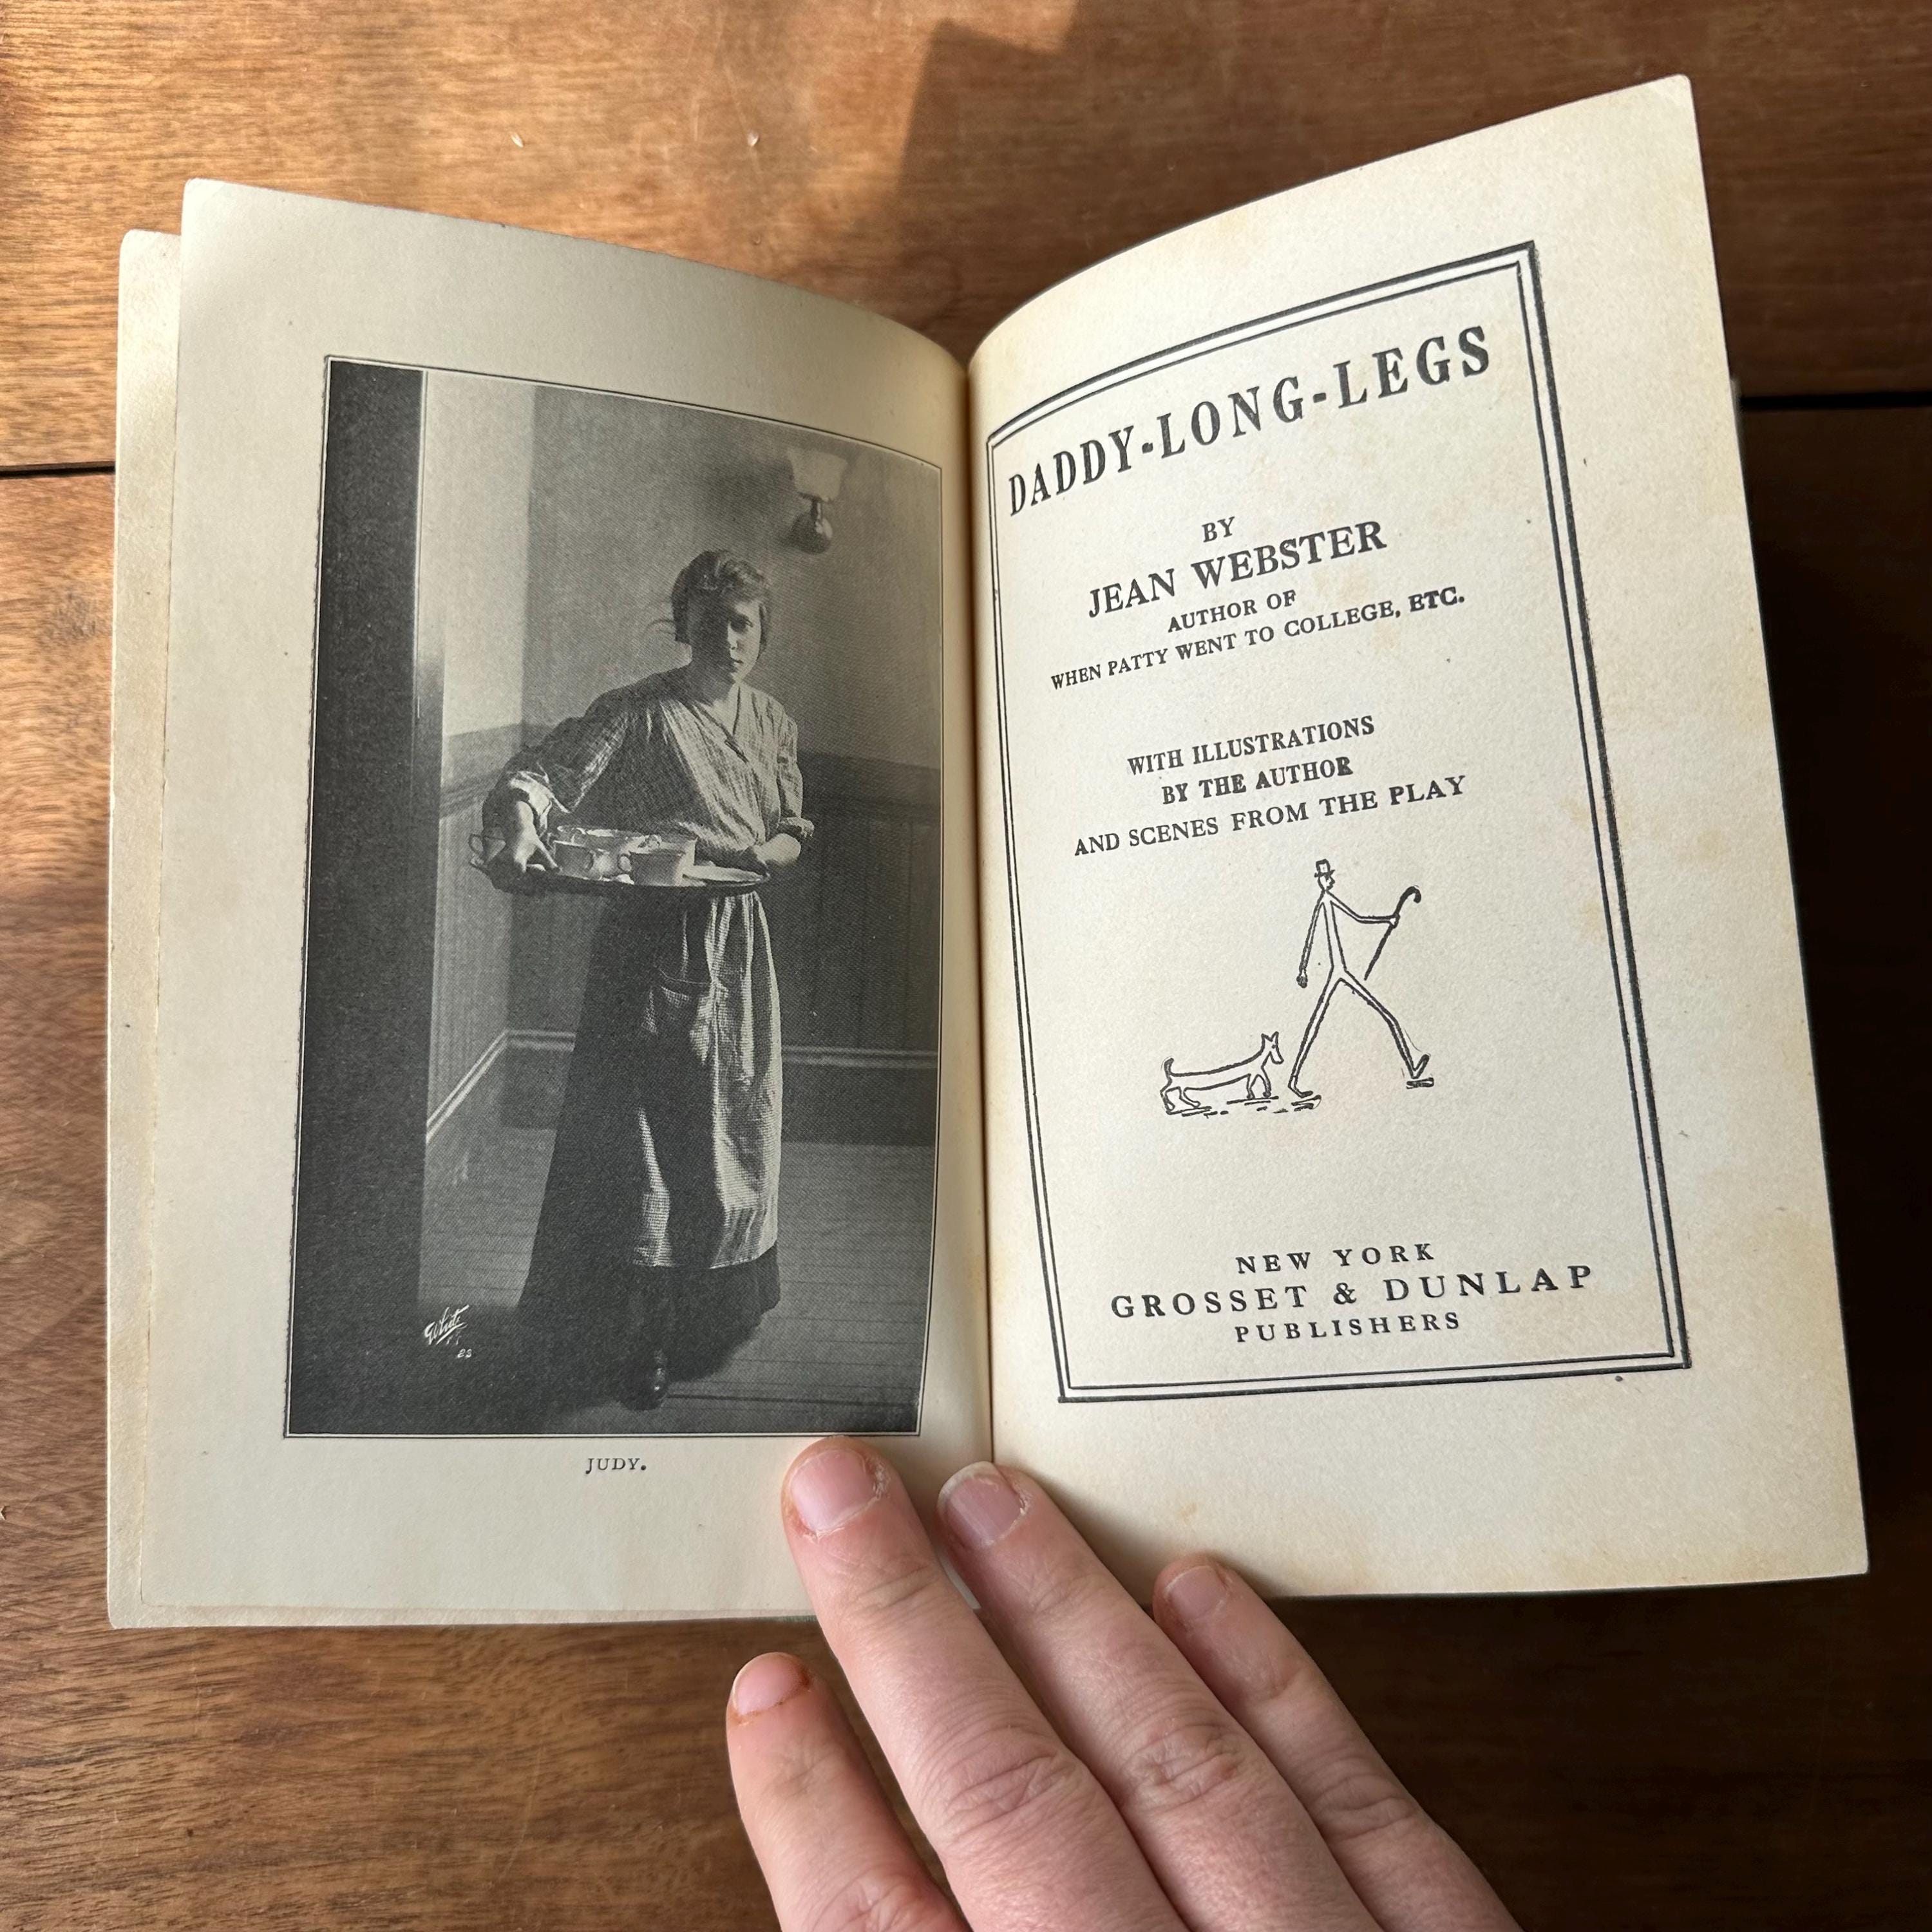 JUDY.
White
DADDY-LONG-LEGS
BY
JEAN WEBSTER
AUTHOR OF
WHEN PATTY WENT TO COLLEGE, ETC.
WITH ILLUSTRATIONS
BY THE AUTHOR
AND SCENES FROM THE PLAY
NEW YORK
GROSSET & DUNLAP
PUBLISHERS